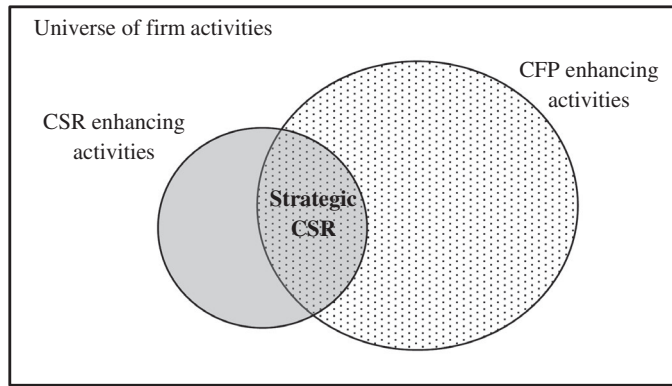 Universe of firm activities
CFP enhancing
activities
CSR enhancing
activities
Strategic
CSR